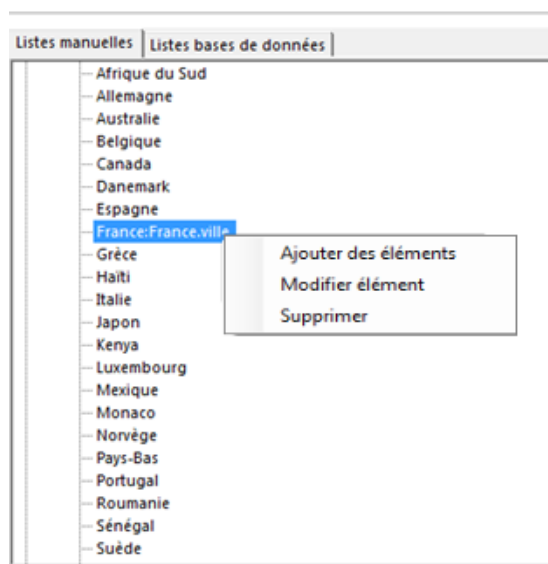 Listes manuelles Listes bases de données
Afrique du Sud
Allemagne
Australie
Belgique
Canada
Danemark
Espagne
France:France.ville
Grèce
Haïti
Italie
Japon
Kenya
Luxembourg
Mexique
Monaco
Norvège
Pays-Bas
Portugal
Roumanie
Sénégal
Suède
Ajouter des éléments
Modifier élément
Supprimer